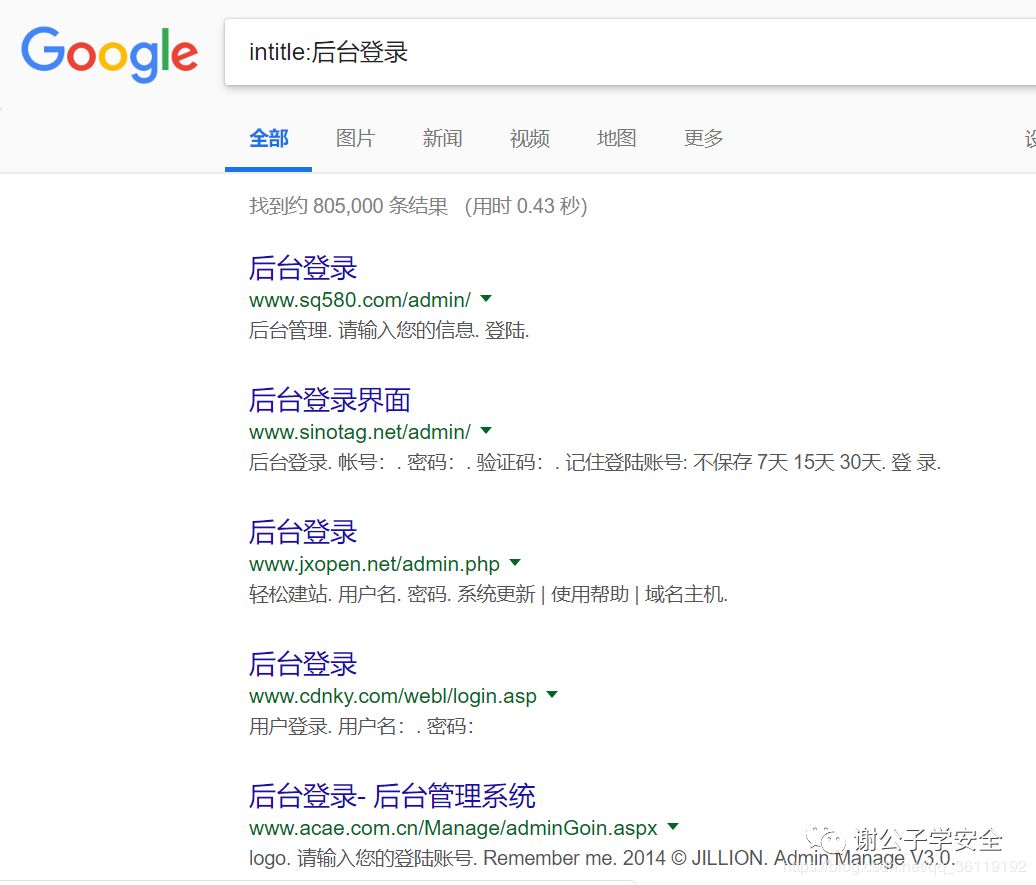 Google
intitle:后台登录
全部 图片 新闻 视频 地图 更多 设
找到约 805,000 条结果 (用时 0.43 秒)
后台登录
www.sq580.com/admin/
后台管理. 请输入您的信息. 登陆.
后台登录界面
www.sinotag.net/admin/
后台登录. 帐号：. 密码：. 验证码：. 记住登陆账号: 不保存 7天 15天 30天. 登 录.
后台登录
www.jxopen.net/admin.php
轻松建站. 用户名. 密码. 系统更新 | 使用帮助 | 域名主机.
后台登录
www.cdnky.com/webl/login.asp
用户登录. 用户名：. 密码：
后台登录- 后台管理系统
www.acae.com.cn/Manage/adminGoin.aspx
谢公子学安全
logo. 请输入您的登陆账号. Remember me. 2014 © JILLION. Admin Manage V3.0.
https://blog.csdn.net/qq_36119192